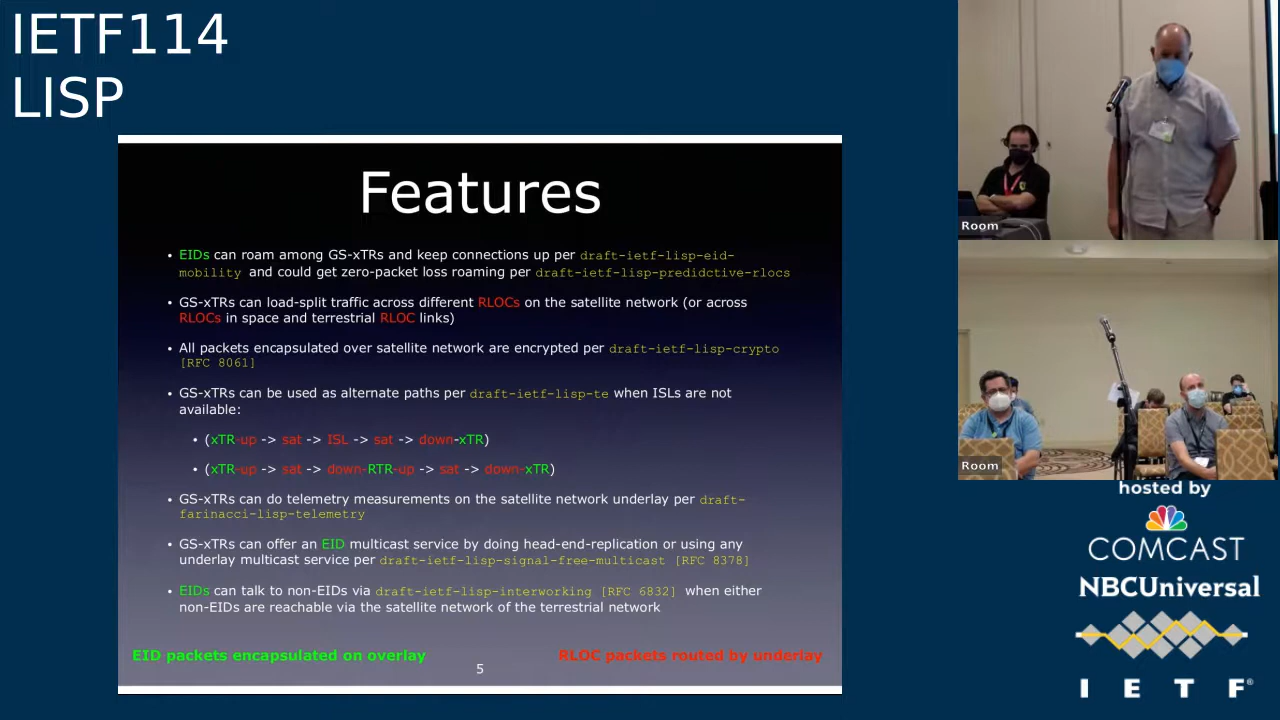 IETF114
LISP
Features
• EIDs can roam among GS-xTRs and keep connections up per draft-ietf-lisp-eid-
mobility and could get zero-packet loss roaming per draft-ietf-lisp-predidctive-rlocs
• GS-xTRs can load-split traffic across different RLOCs on the satellite network (or across
RLOCs in space and terrestrial RLOC links)
• All packets encapsulated over satellite network are encrypted per draft-ietf-lisp-crypto
[RFC 8061]
• GS-xTRs can be used as alternate paths per draft-ietf-lisp-te when ISLs are not
available:
• (xTR-up -> sat -> ISL -> sat -> down-xTR)
• (xTR-up -> sat -> down-RTR-up -> sat -> down-xTR)
• GS-xTRs can do telemetry measurements on the satellite network underlay per draft-
farinacci-lisp-telemetry
• GS-xTRs can offer an EID multicast service by doing head-end-replication or using any
underlay multicast service per draft-ietf-lisp-signal-free-multicast [RFC 8378]
• EIDs can talk to non-EIDs via draft-ietf-lisp-interworking [RFC 6832] when either
non-EIDs are reachable via the satellite network of the terrestrial network
EID packets encapsulated on overlay
RLOC packets routed by underlay
5
Room
Room
hosted by
COMCAST
NBCUniversal
I E T F®